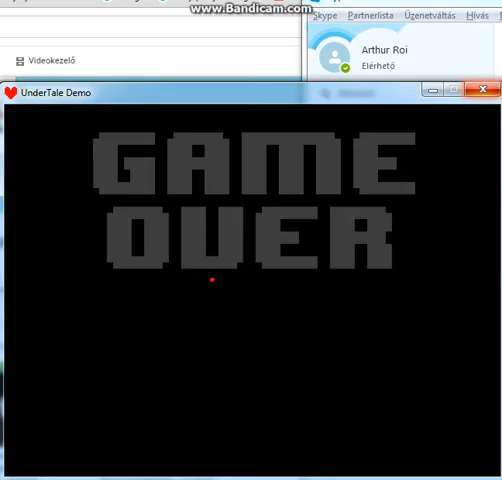 www.Bandicam.com
Skype Partnerlista Üzenetváltás Hívás
Videokezelő
Arthur Roi
Elérhető
UnderTale Demo
GAME
OVER